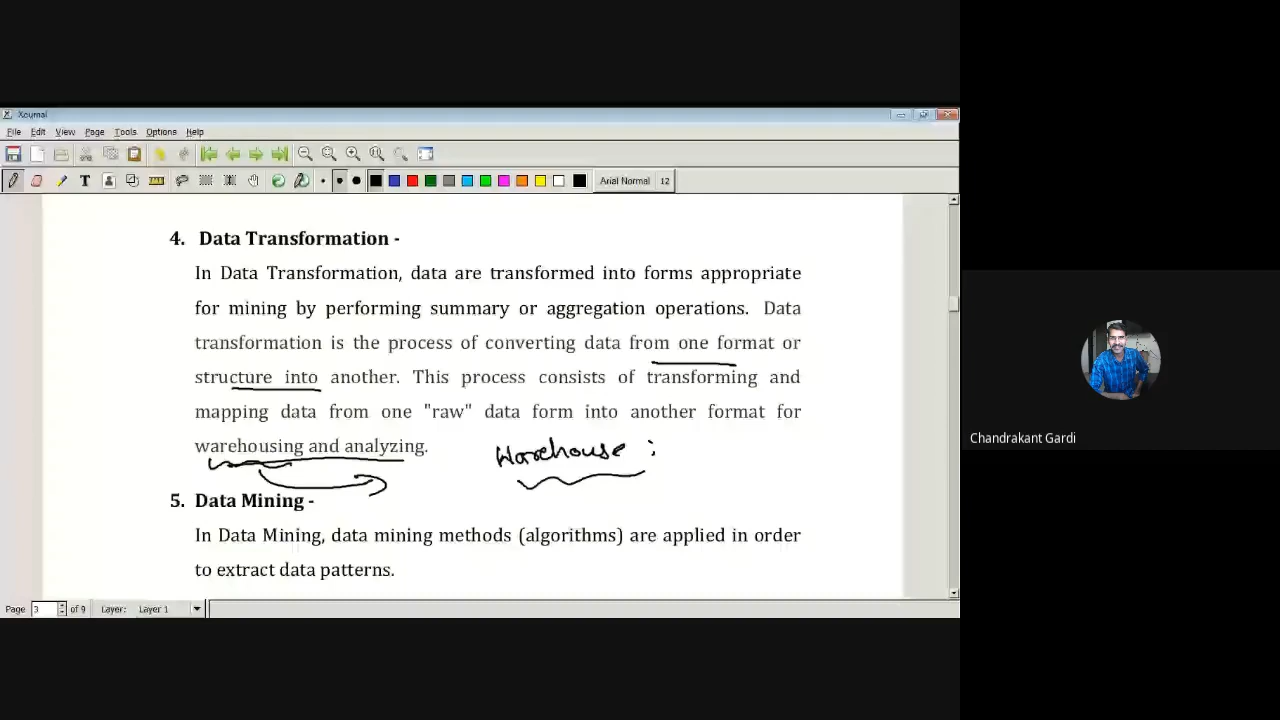 Xournal
File Edit View Page Tools Options Help
T Arial Normal 12
4. Data Transformation -
In Data Transformation, data are transformed into forms appropriate
for mining by performing summary or aggregation operations. Data
transformation is the process of converting data from one format or
structure into another. This process consists of transforming and
mapping data from one "raw" data form into another format for
warehousing and analyzing.
Warehouse :
5. Data Mining -
In Data Mining, data mining methods (algorithms) are applied in order
to extract data patterns.
Page 3 of 9 Layer: Layer 1
Chandrakant Gardi